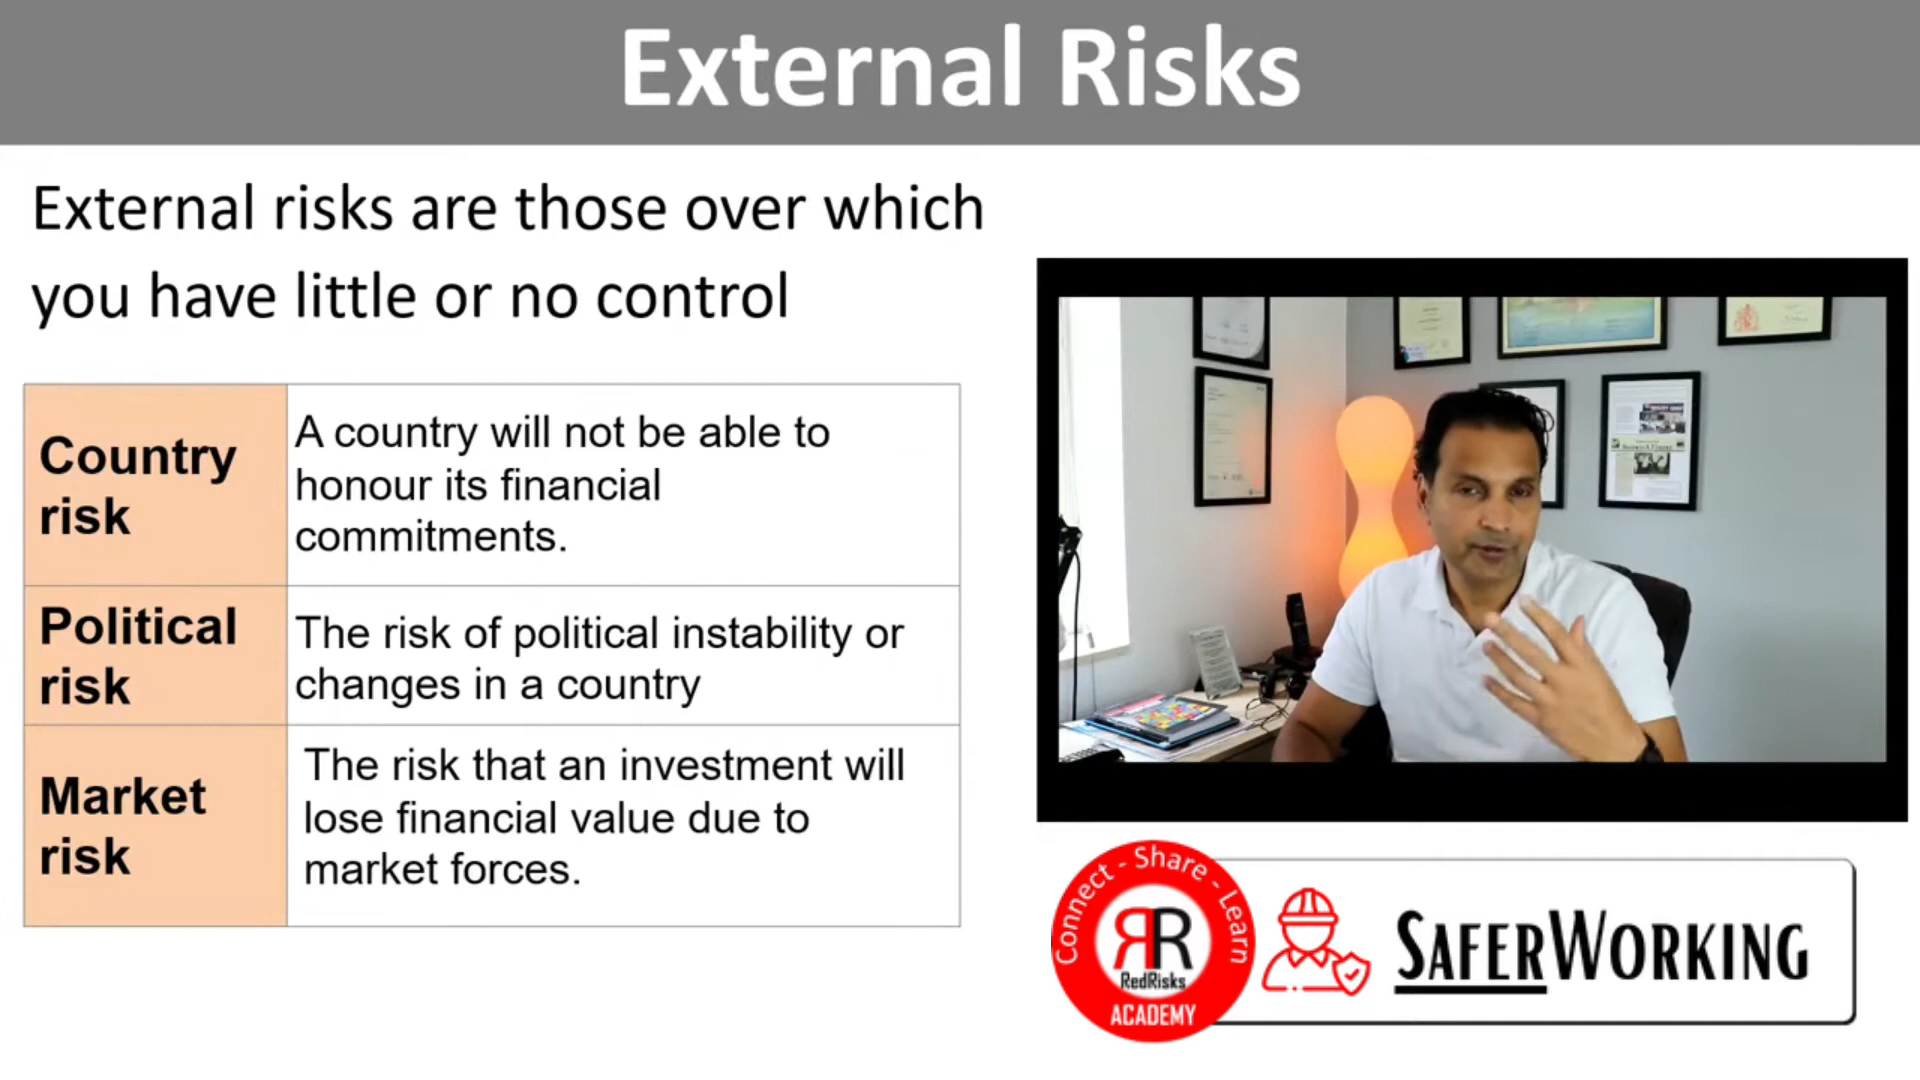 External Risks
External risks are those over which
you have little or no control
Country
risk
A country will not be able to
honour its financial
commitments.
Political
risk
The risk of political instability or
changes in a country
Market
risk
The risk that an investment will
lose financial value due to
market forces.
Connect - Share - Learn
RR
RedRisks
ACADEMY
SAFERWORKING